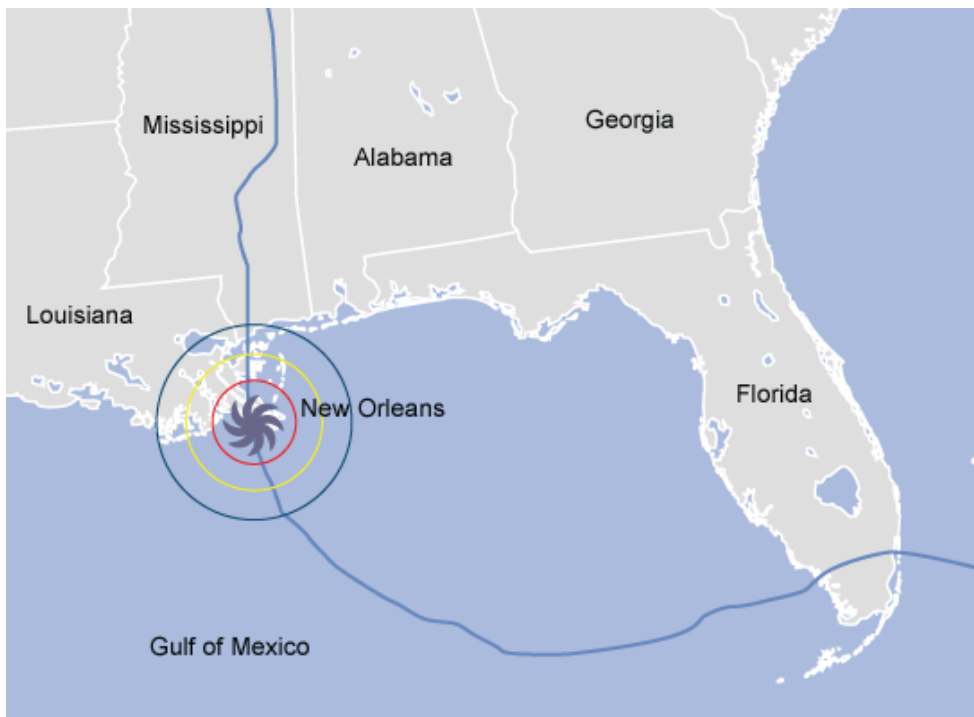 Mississippi
Georgia
Alabama
Louisiana
Florida
New Orleans
Gulf of Mexico